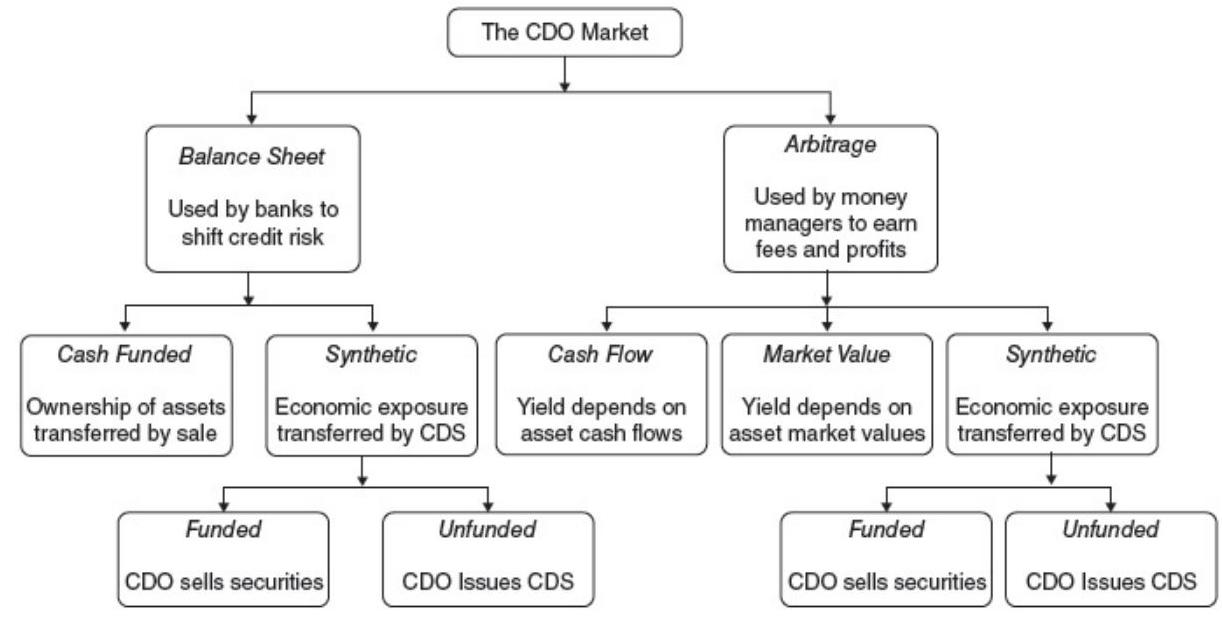 The CDO Market
Balance Sheet
Used by banks to
shift credit risk
Arbitrage
Used by money
managers to earn
fees and profits
Cash Funded
Ownership of assets
transferred by sale
Synthetic
Economic exposure
transferred by CDS
Cash Flow
Yield depends on
asset cash flows
Market Value
Yield depends on
asset market values
Synthetic
Economic exposure
transferred by CDS
Funded
CDO sells securities
Unfunded
CDO Issues CDS
Funded
CDO sells securities
Unfunded
CDO Issues CDS